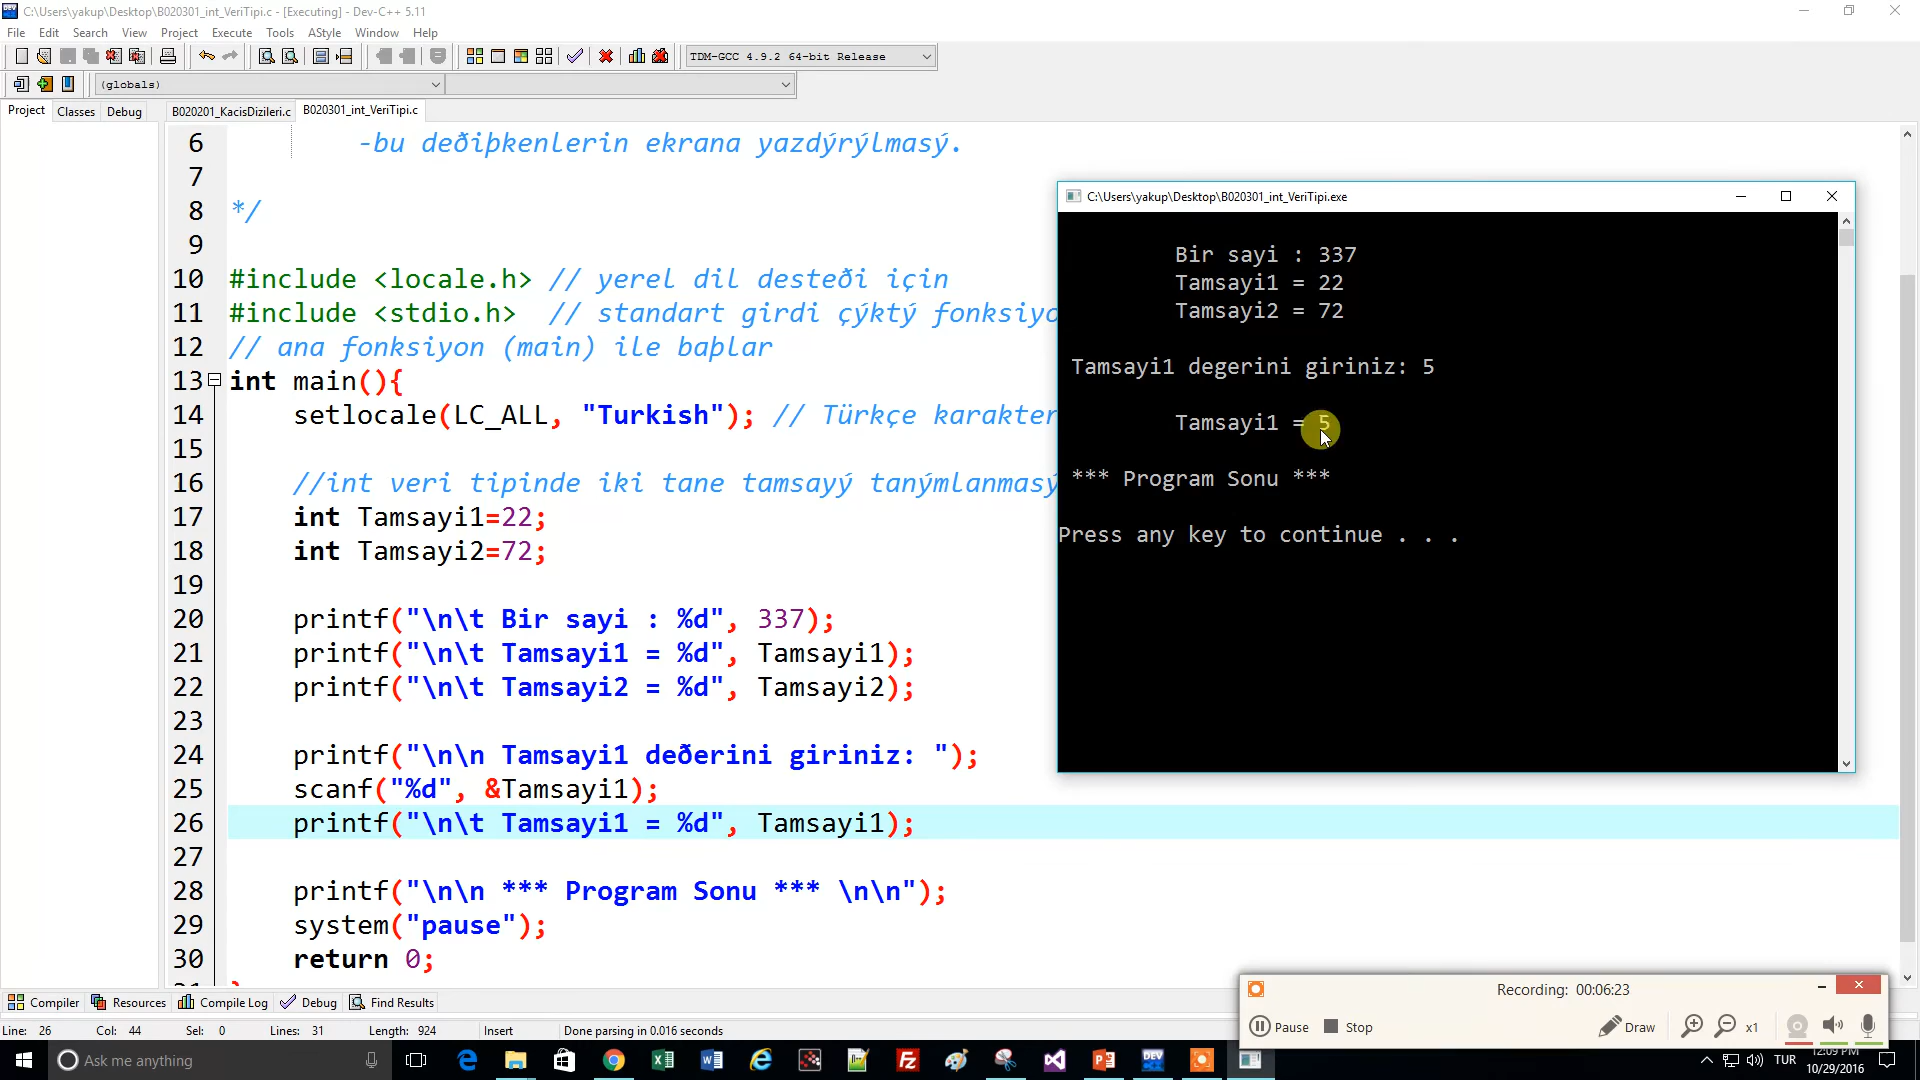 C:\Users\yakup\Desktop\B020301_int_VeriTipi.c - [Executing] - Dev-C++ 5.11
File Edit Search View Project Execute Tools AStyle Window Help
TDM-GCC 4.9.2 64-bit Release
(globals)
Project Classes Debug B020201_KacisDizileri.c B020301_int_VeriTipi.c
6 -bu deðiþkenlerin ekrana yazdýrýlmasý.
7
8 */
9
10 #include <locale.h> // yerel dil desteði için
11 #include <stdio.h> // standart girdi çýktý fonksiyo
12 // ana fonksiyon (main) ile baþlar
13 int main(){
14 setlocale(LC_ALL, "Turkish"); // Türkçe karakter
15
16 //int veri tipinde iki tane tamsayý tanýmlanmasý
17 int Tamsayi1=22;
18 int Tamsayi2=72;
19
20 printf("\n\t Bir sayi : %d", 337);
21 printf("\n\t Tamsayi1 = %d", Tamsayi1);
22 printf("\n\t Tamsayi2 = %d", Tamsayi2);
23
24 printf("\n\n Tamsayi1 deðerini giriniz: ");
25 scanf("%d", &Tamsayi1);
26 printf("\n\t Tamsayi1 = %d", Tamsayi1);
27
28 printf("\n\n *** Program Sonu *** \n\n");
29 system("pause");
30 return 0;
C:\Users\yakup\Desktop\B020301_int_VeriTipi.exe
Bir sayi : 337
Tamsayi1 = 22
Tamsayi2 = 72
Tamsayi1 degerini giriniz: 5
Tamsayi1 = 5
*** Program Sonu ***
Press any key to continue . . .
Compiler Resources Compile Log Debug Find Results
Line: 26 Col: 44 Sel: 0 Lines: 31 Length: 924 Insert Done parsing in 0.016 seconds
Recording: 00:06:23
Pause Stop Draw x1
Ask me anything
TUR
12:09 PM
10/29/2016